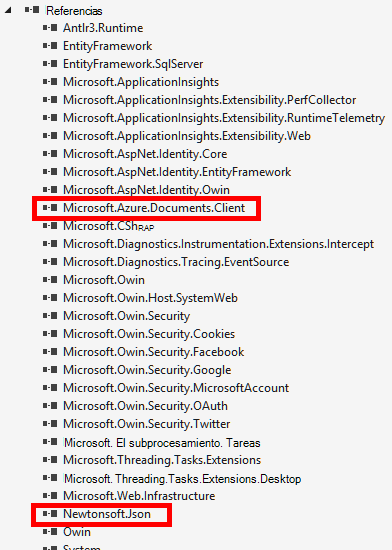 Referencias
Antlr3.Runtime
EntityFramework
EntityFramework.SqlServer
Microsoft.ApplicationInsights
Microsoft.ApplicationInsights.Extensibility.PerfCollector
Microsoft.ApplicationInsights.Extensibility.RuntimeTelemetry
Microsoft.ApplicationInsights.Extensibility.Web
Microsoft.AspNet.Identity.Core
Microsoft.AspNet.Identity.EntityFramework
Microsoft.AspNet.Identity.Owin
Microsoft.Azure.Documents.Client
Microsoft.CShRAP
Microsoft.Diagnostics.Instrumentation.Extensions.Intercept
Microsoft.Diagnostics.Tracing.EventSource
Microsoft.Owin
Microsoft.Owin.Host.SystemWeb
Microsoft.Owin.Security
Microsoft.Owin.Security.Cookies
Microsoft.Owin.Security.Facebook
Microsoft.Owin.Security.Google
Microsoft.Owin.Security.MicrosoftAccount
Microsoft.Owin.Security.OAuth
Microsoft.Owin.Security.Twitter
Microsoft. El subprocesamiento. Tareas
Microsoft.Threading.Tasks.Extensions
Microsoft. Threading.Tasks.Extensions.Desktop
Microsoft.Web.Infrastructure
Newtonsoft.Json
Owin
System